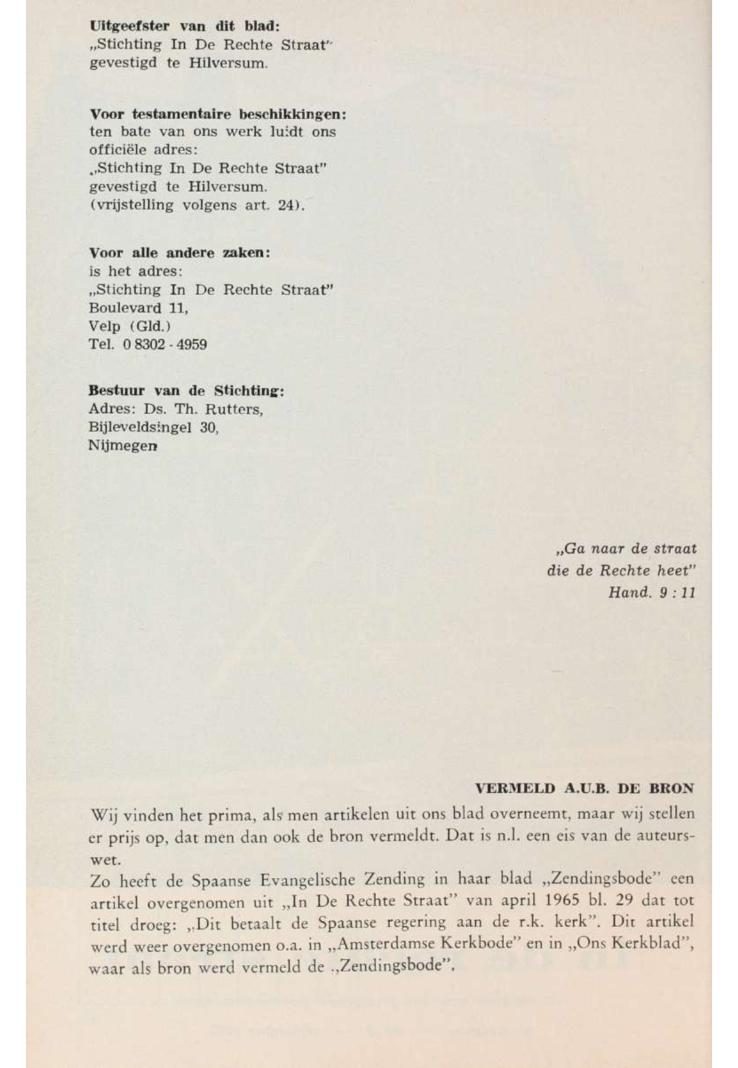 Uitgeefster van dit blad:
„Stichting In De Rechte Straat”
gevestigd te Hilversum.
Voor testamentaire beschikkingen:
ten bate van ons werk luidt ons
officiële adres:
„Stichting In De Rechte Straat”
gevestigd te Hilversum.
(vrijstelling volgens art. 24).
Voor alle andere zaken:
is het adres:
„Stichting In De Rechte Straat”
Boulevard 11,
Velp (Gld.)
Tel. 0 8302 - 4959
Bestuur van de Stichting:
Adres: Ds. Th. Rutters,
Bijleveldsingel 30,
Nijmegen
„Ga naar de straat
die de Rechte heet”
Hand. 9 : 11
VERMELD A.U.B. DE BRON
Wij vinden het prima, als men artikelen uit ons blad overneemt, maar wij stellen
er prijs op, dat men dan ook de bron vermeldt. Dat is n.l. een eis van de auteurs-
wet.
Zo heeft de Spaanse Evangelische Zending in haar blad „Zendingsbode” een
artikel overgenomen uit „In De Rechte Straat” van april 1965 bl. 29 dat tot
titel droeg: „Dit betaalt de Spaanse regering aan de r.k. kerk”. Dit artikel
werd weer overgenomen o.a. in „Amsterdamse Kerkbode” en in „Ons Kerkblad”,
waar als bron werd vermeld de „Zendingsbode”.